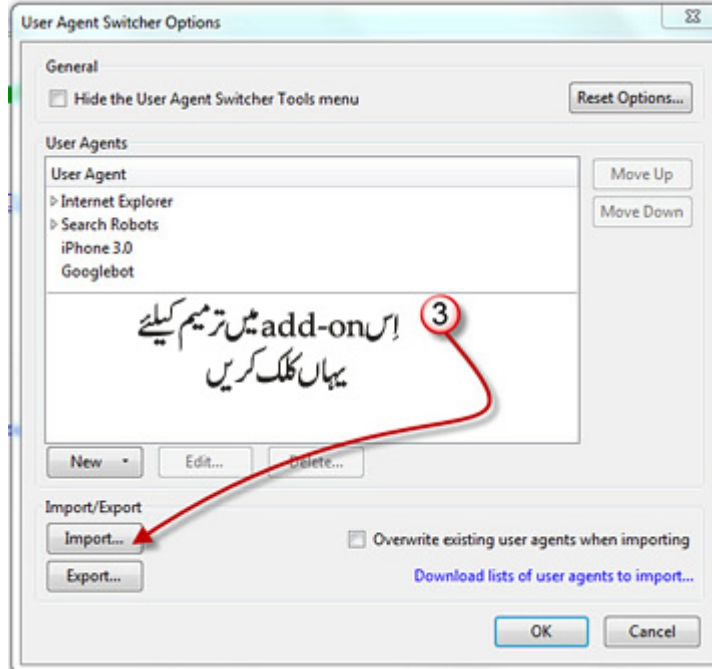 User Agent Switcher Options
General
Hide the User Agent Switcher Tools menu
Reset Options...
User Agents
User Agent
Move Up
Internet Explorer
Move Down
Search Robots
iPhone 3.0
Googlebot
اِس add-on میں ترمیم کیلئے
3
یہاں کلک کریں
New
Edit...
Delete...
Import/Export
Import...
Overwrite existing user agents when importing
Export...
Download lists of user agents to import...
OK
Cancel